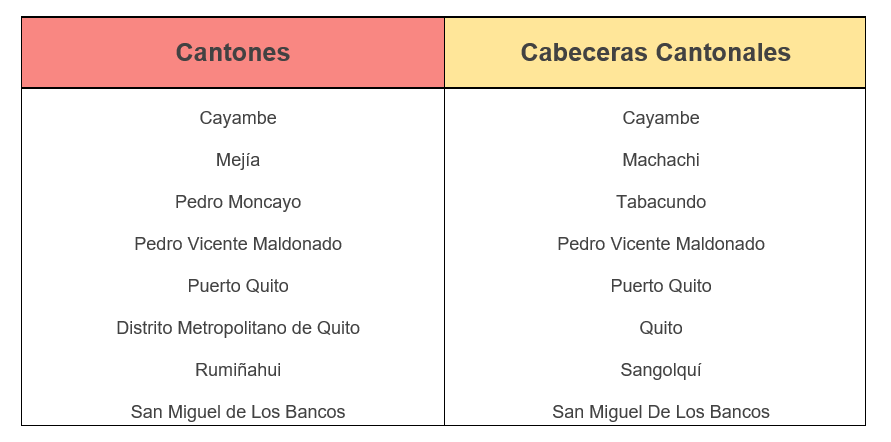 Cantones Cabeceras Cantonales
Cayambe Cayambe
Mejía Machachi
Pedro Moncayo Tabacundo
Pedro Vicente Maldonado Pedro Vicente Maldonado
Puerto Quito Puerto Quito
Distrito Metropolitano de Quito Quito
Rumiñahui Sangolquí
San Miguel de Los Bancos San Miguel De Los Bancos